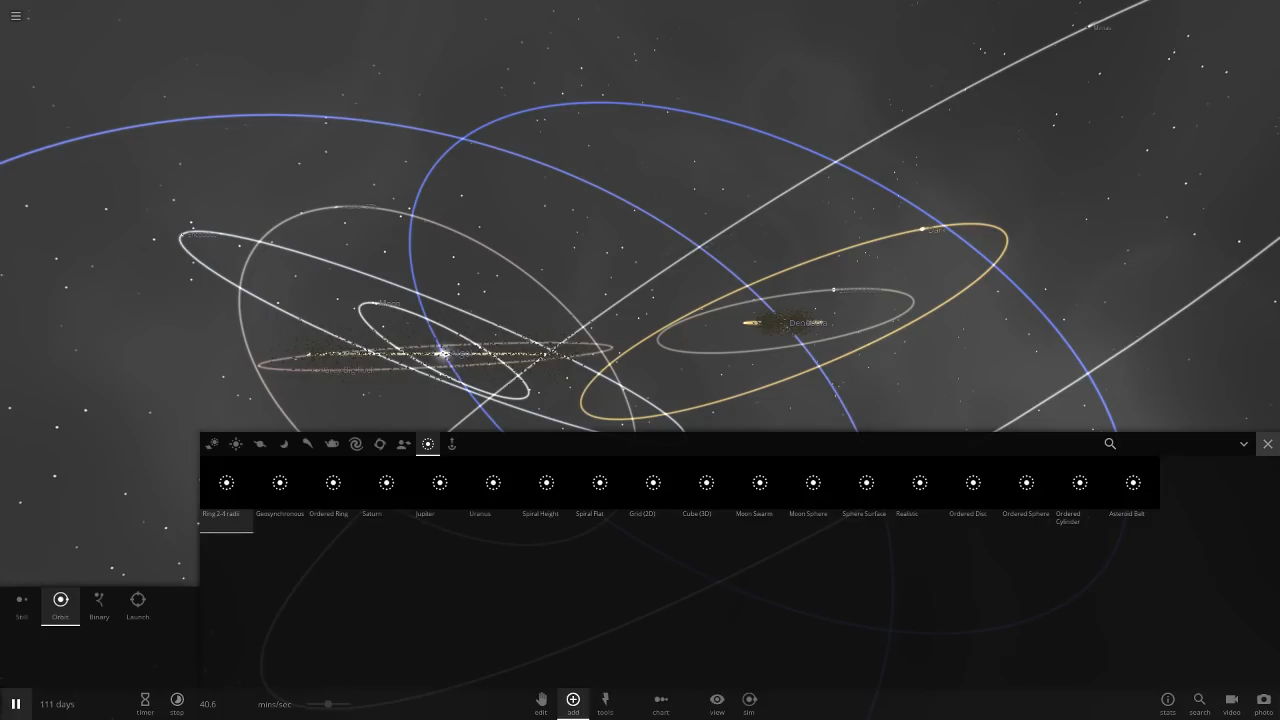 Moon
Ring 2-4 radii
Geosynchronous
Ordered Ring
Saturn
Jupiter
Uranus
Spiral Height
Spiral Flat
Grid (2D)
Cube (3D)
Moon Swarm
Moon Sphere
Sphere Surface
Realistic
Ordered Disc
Ordered Sphere
Ordered
Cylinder
Asteroid Belt
Still
Orbit
Binary
Launch
111 days
timer
step
40.6
mins/sec
edit
add
tools
chart
view
sim
stats
search
video
photo